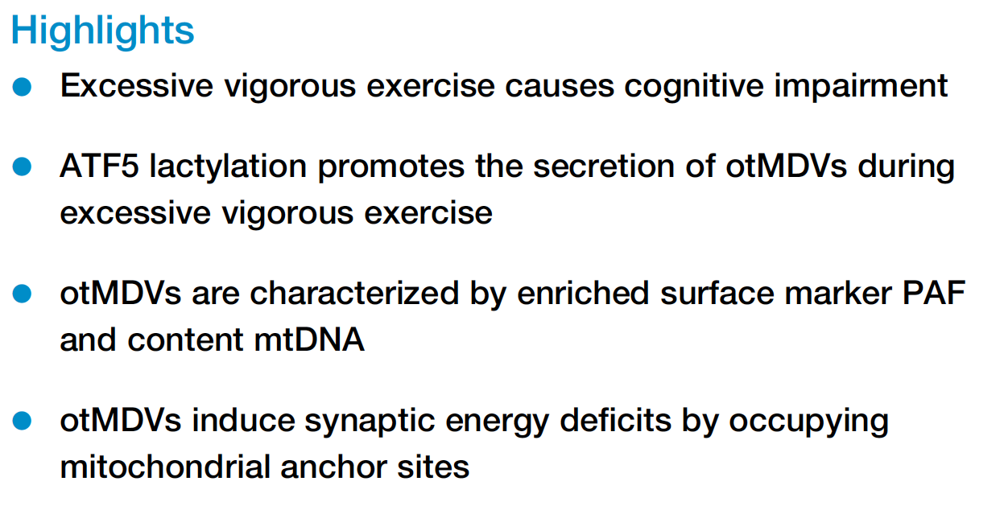 Highlights
Excessive vigorous exercise causes cognitive impairment
ATF5 lactylation promotes the secretion of otMDVs during
excessive vigorous exercise
otMDVs are characterized by enriched surface marker PAF
and content mtDNA
otMDVs induce synaptic energy deficits by occupying
mitochondrial anchor sites